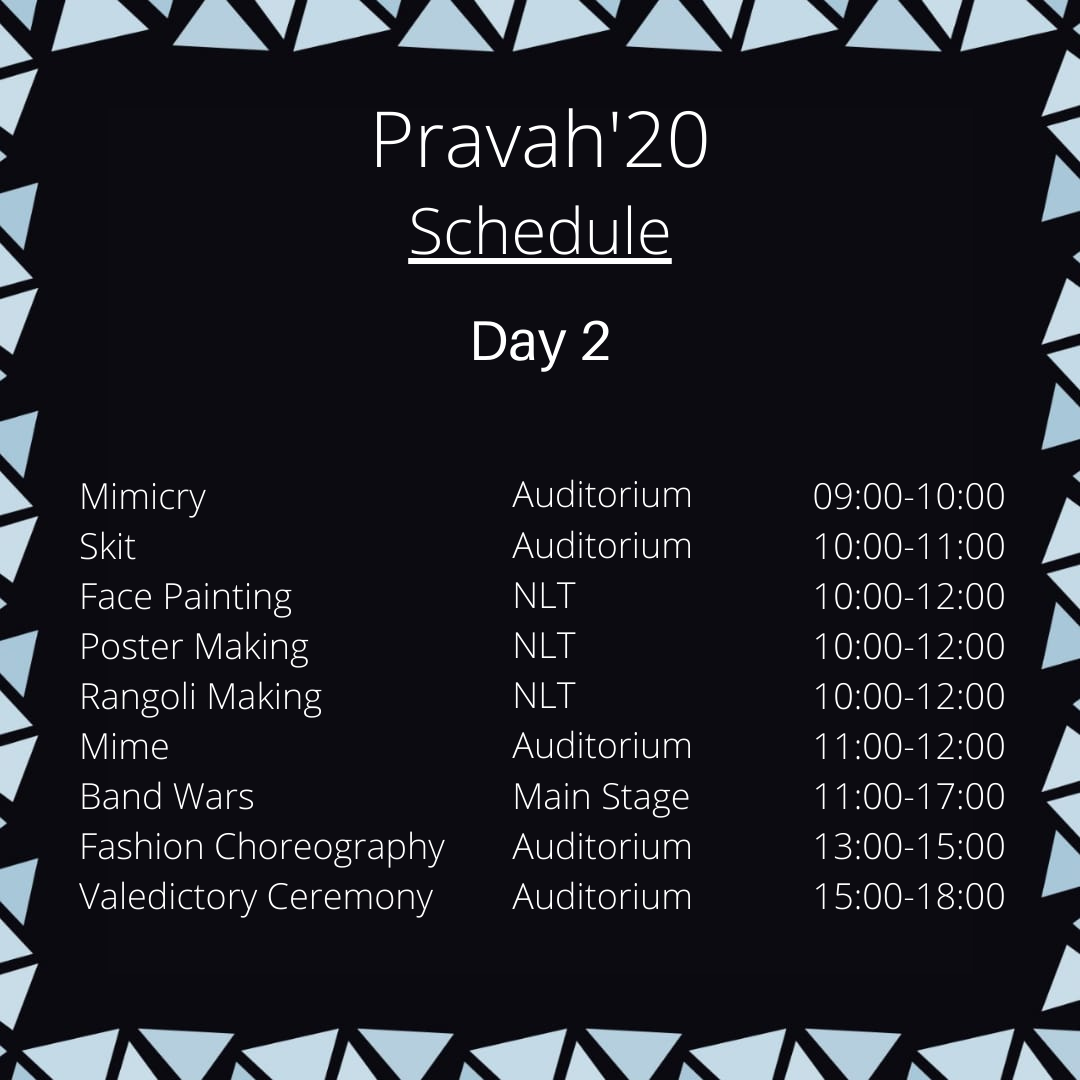 Pravah'20
Schedule
Day 2
Mimicry Auditorium 09:00-10:00
Skit Auditorium 10:00-11:00
Face Painting NLT 10:00-12:00
Poster Making NLT 10:00-12:00
Rangoli Making NLT 10:00-12:00
Mime Auditorium 11:00-12:00
Band Wars Main Stage 11:00-17:00
Fashion Choreography Auditorium 13:00-15:00
Valedictory Ceremony Auditorium 15:00-18:00